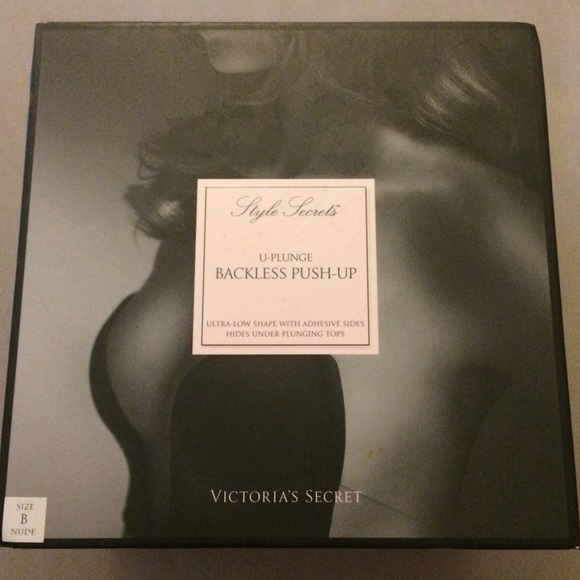 Style Secrets™
U-PLUNGE
BACKLESS PUSH-UP
ULTRA-LOW SHAPE WITH ADHESIVE SIDES
HIDES UNDER PLUNGING TOPS
VICTORIA'S SECRET
SIZE
B
NUDE